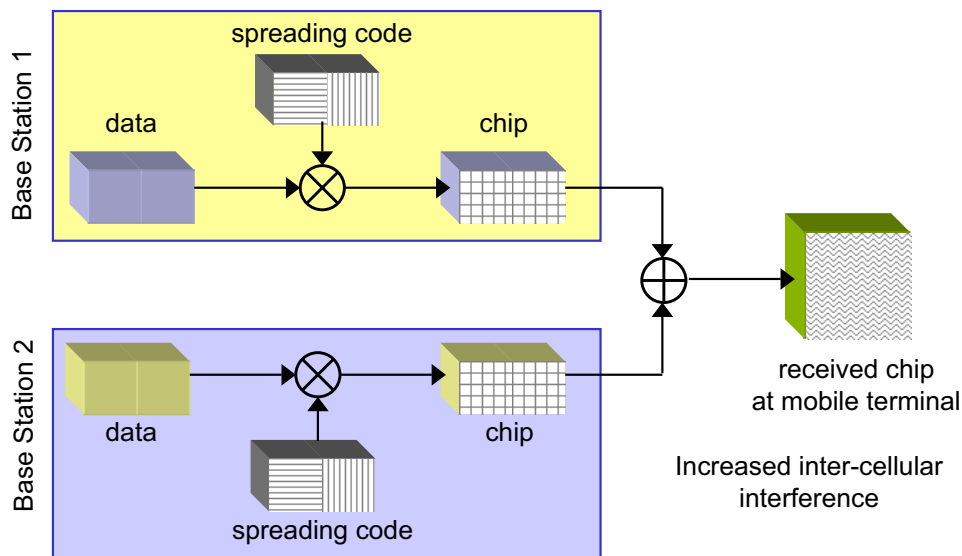 Base Station 1
spreading code
data
chip
Base Station 2
data
chip
spreading code
received chip
at mobile terminal
Increased inter-cellular
interference